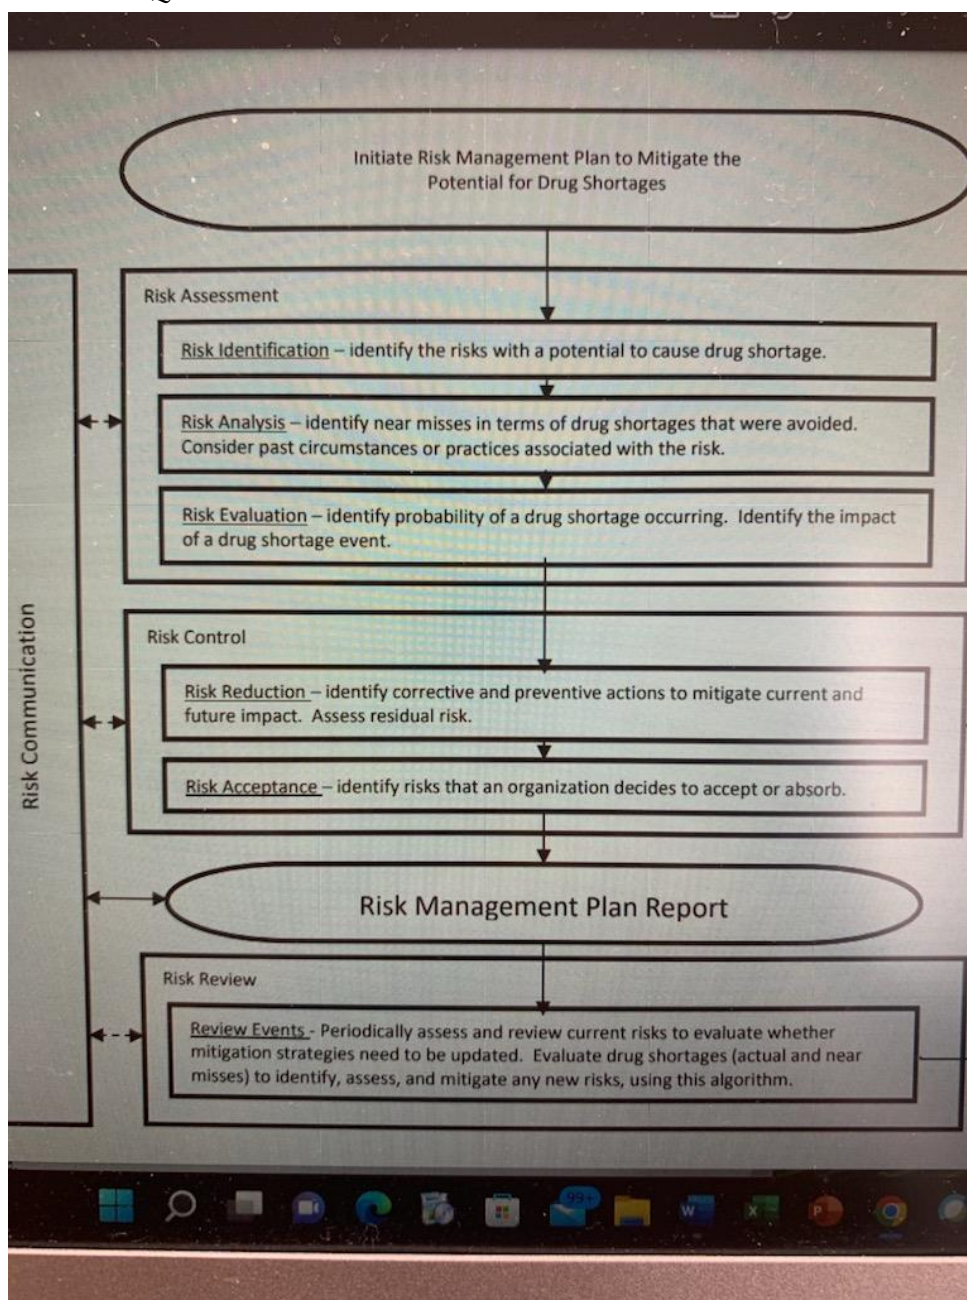 Initiate Risk Management Plan to Mitigate the
Potential for Drug Shortages
Risk Assessment
Risk Identification – identify the risks with a potential to cause drug shortage.
Risk Analysis – identify near misses in terms of drug shortages that were avoided.
Consider past circumstances or practices associated with the risk.
Risk Evaluation – identify probability of a drug shortage occurring. Identify the impact
of a drug shortage event.
Risk Communication
Risk Control
Risk Reduction – identify corrective and preventive actions to mitigate current and
future impact. Assess residual risk.
Risk Acceptance – identify risks that an organization decides to accept or absorb.
Risk Management Plan Report
Risk Review
Review Events - Periodically assess and review current risks to evaluate whether
mitigation strategies need to be updated. Evaluate drug shortages (actual and near
misses) to identify, assess, and mitigate any new risks, using this algorithm.
99+
W
X
P